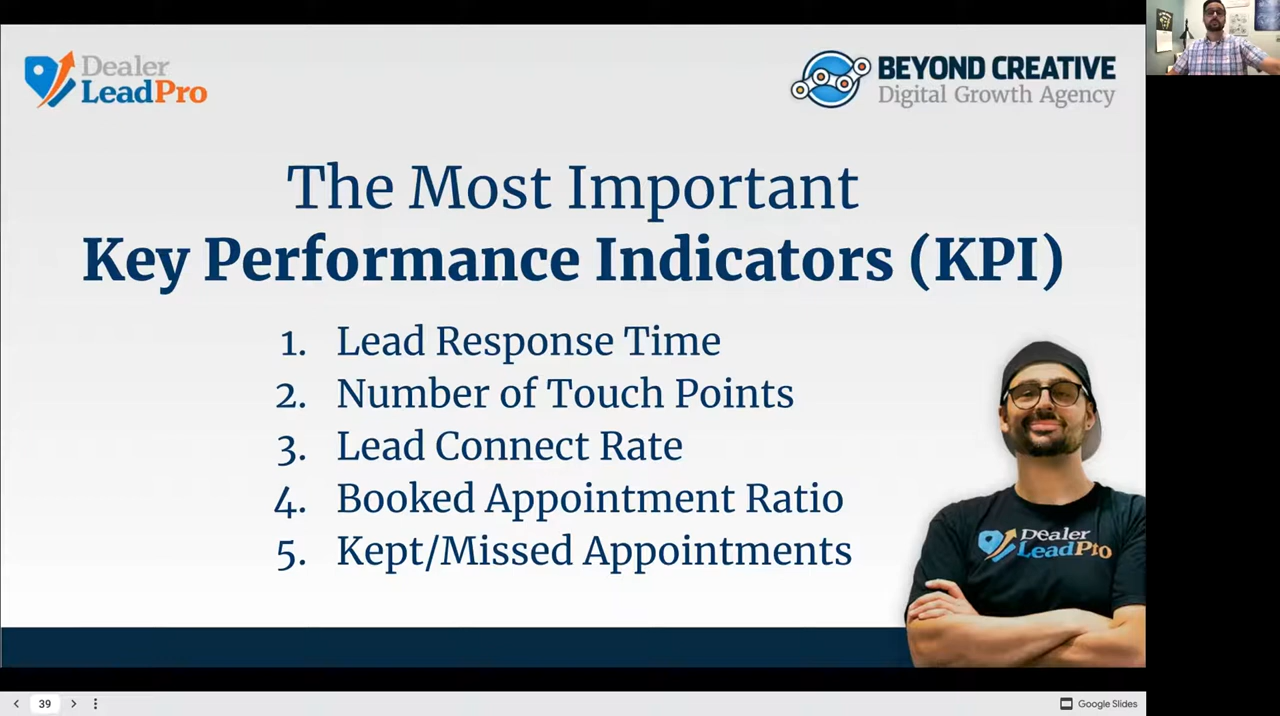 Dealer
LeadPro
BEYOND CREATIVE
Digital Growth Agency
The Most Important
Key Performance Indicators (KPI)
1. Lead Response Time
2. Number of Touch Points
3. Lead Connect Rate
4. Booked Appointment Ratio
5. Kept/Missed Appointments
Dealer
LeadPro
39
Google Slides